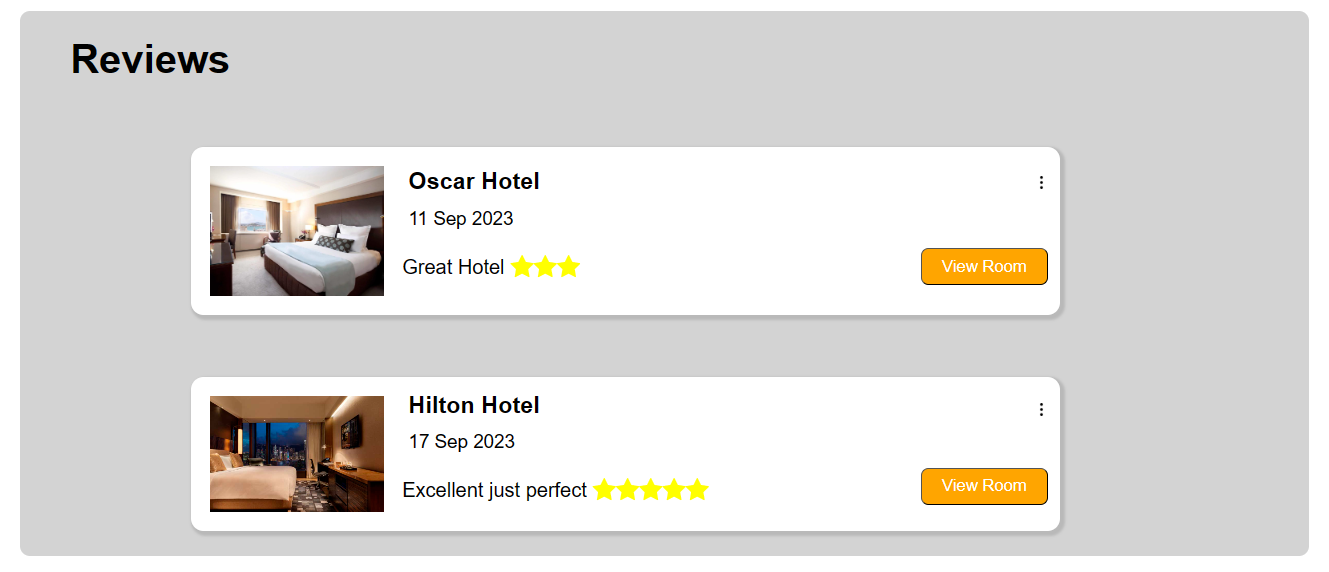 Reviews
Oscar Hotel
11 Sep 2023
Great Hotel
View Room
Hilton Hotel
17 Sep 2023
Excellent just perfect
View Room